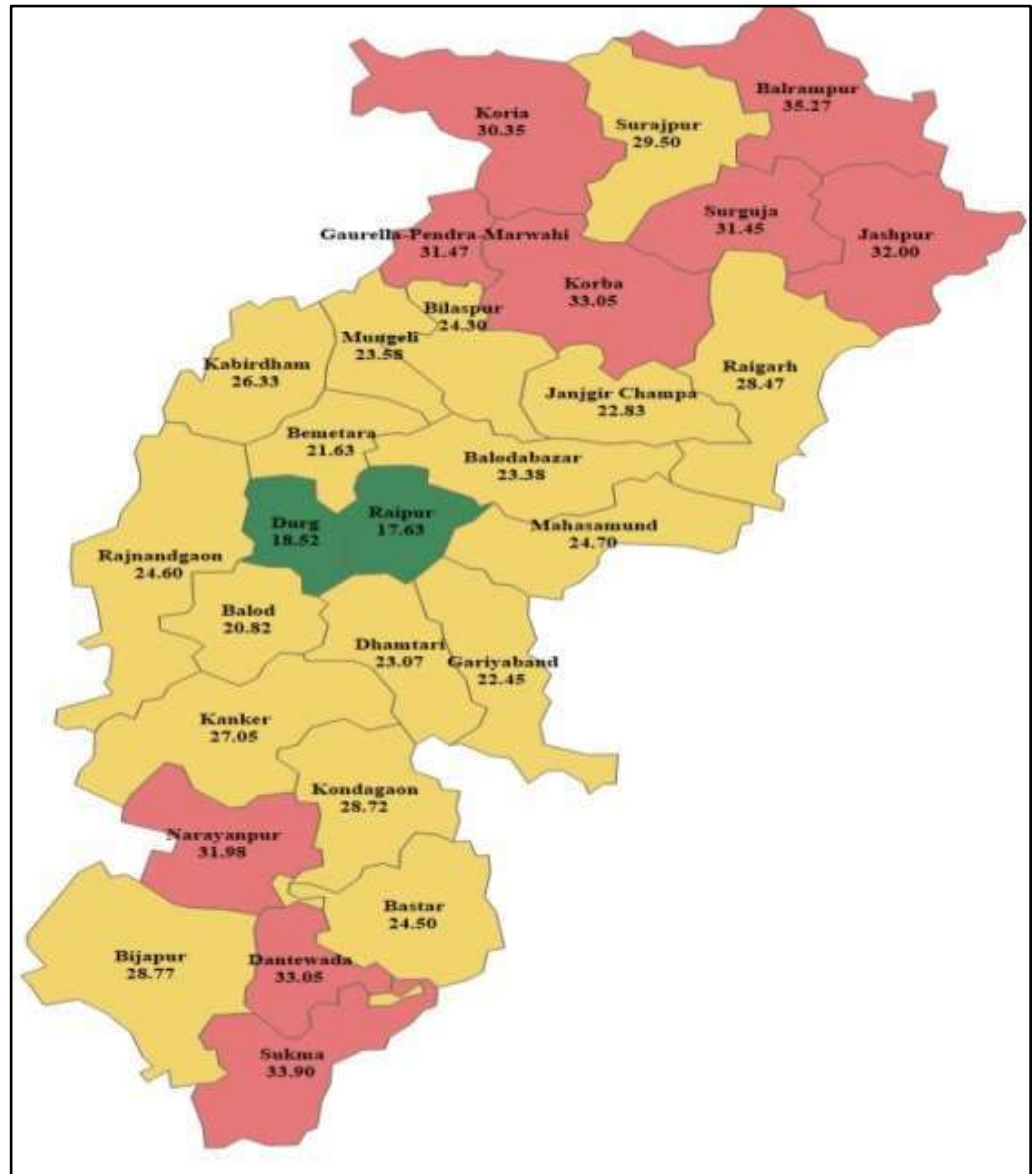 Balrampur
35.27
Koria
30.35
Surajpur
29.50
Surguja
31.45
Jashpur
32.00
Gaurella-Pendra-Marwahi
31.47
Korba
33.05
Bilaspur
24.30
Mungeli
23.58
Kabirdham
26.33
Raigarh
28.47
Janjgir Champa
22.83
Bemetara
21.63
Balodabazar
23.38
Raipur
17.63
Durg
18.52
Mahasamund
24.70
Rajnandgaon
24.60
Balod
20.82
Dhamtari
23.07
Gariyaband
22.45
Kanker
27.05
Kondagaon
28.72
Narayanpur
31.98
Bastar
24.50
Bijapur
28.77
Dantewada
33.05
Sukma
33.90